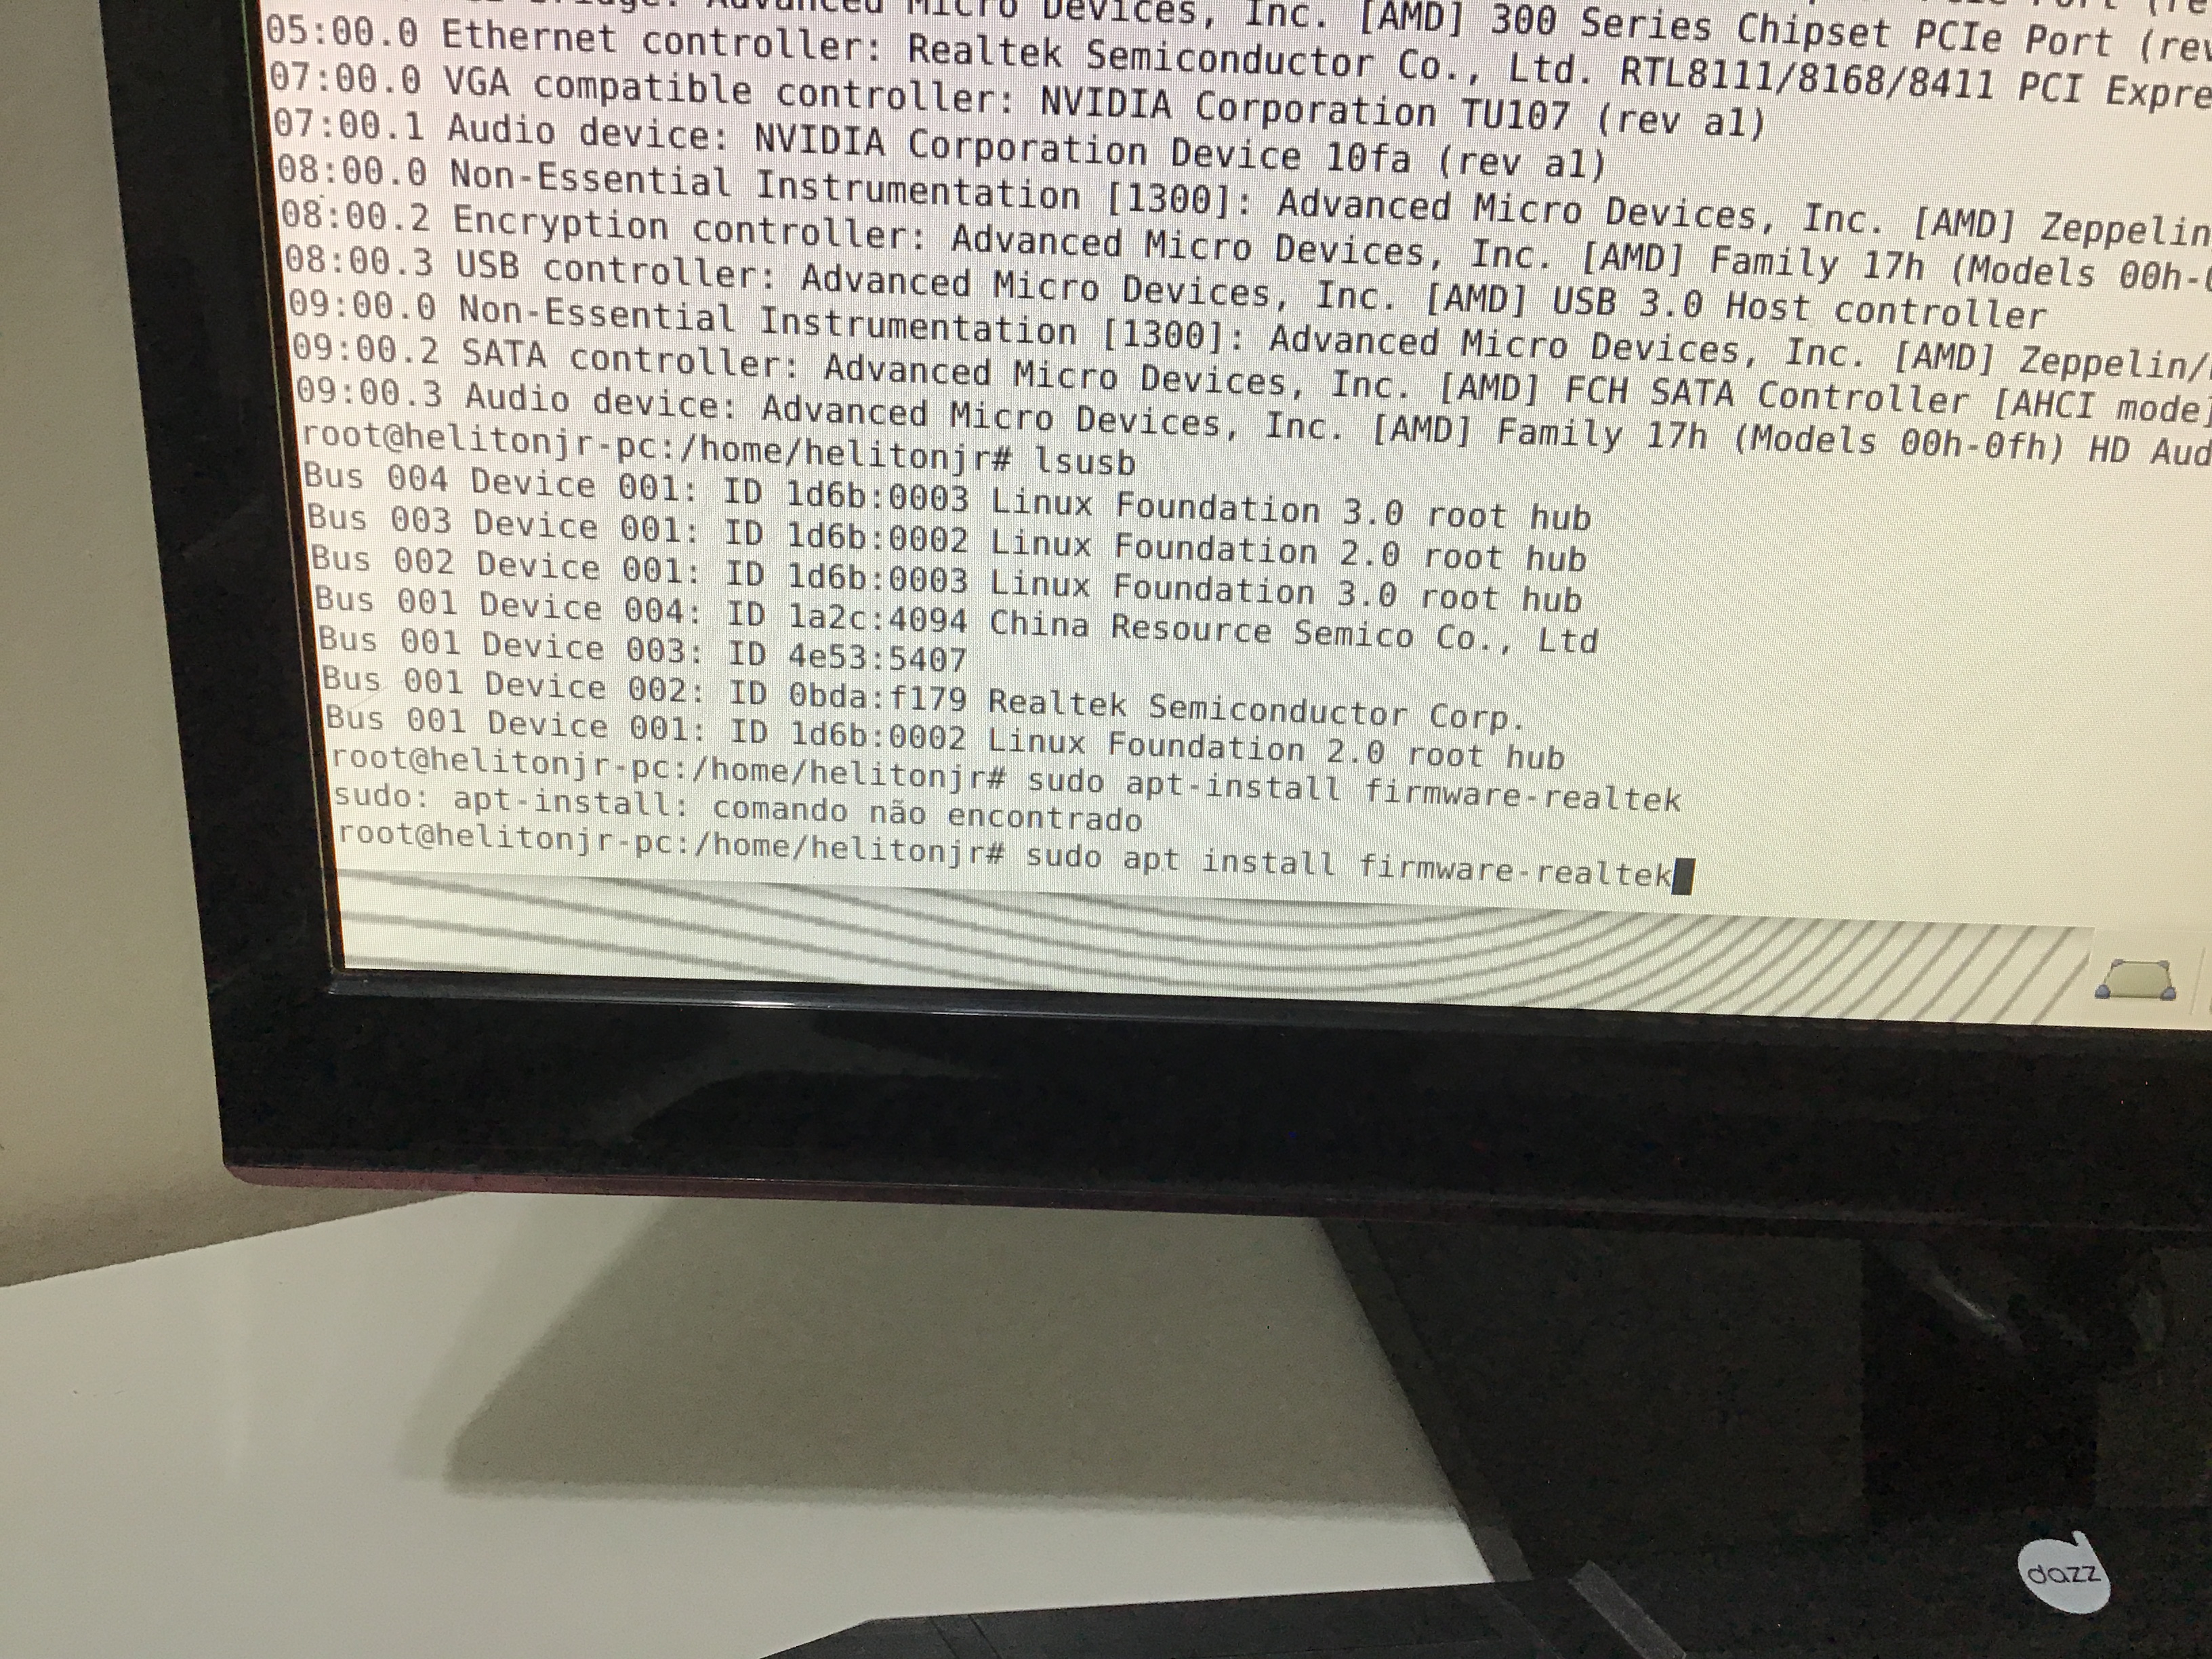 Advanced Micro Devices, Inc. [AMD] 300 Series Chipset PCIe Port (rev
05:00.0 Ethernet controller: Realtek Semiconductor Co., Ltd. RTL8111/8168/8411 PCI Expre
07:00.0 VGA compatible controller: NVIDIA Corporation TU107 (rev a1)
07:00.1 Audio device: NVIDIA Corporation Device 10fa (rev a1)
08:00.0 Non-Essential Instrumentation [1300]: Advanced Micro Devices, Inc. [AMD] Zeppelin
08:00.2 Encryption controller: Advanced Micro Devices, Inc. [AMD] Family 17h (Models 00h-0
08:00.3 USB controller: Advanced Micro Devices, Inc. [AMD] USB 3.0 Host controller
09:00.0 Non-Essential Instrumentation [1300]: Advanced Micro Devices, Inc. [AMD] Zeppelin/
09:00.2 SATA controller: Advanced Micro Devices, Inc. [AMD] FCH SATA Controller [AHCI mode]
09:00.3 Audio device: Advanced Micro Devices, Inc. [AMD] Family 17h (Models 00h-0fh) HD Aud
root@helitonjr-pc:/home/helitonjr# lsusb
Bus 004 Device 001: ID 1d6b:0003 Linux Foundation 3.0 root hub
Bus 003 Device 001: ID 1d6b:0002 Linux Foundation 2.0 root hub
Bus 002 Device 001: ID 1d6b:0003 Linux Foundation 3.0 root hub
Bus 001 Device 004: ID 1a2c:4094 China Resource Semico Co., Ltd
Bus 001 Device 003: ID 4e53:5407
Bus 001 Device 002: ID 0bda:f179 Realtek Semiconductor Corp.
Bus 001 Device 001: ID 1d6b:0002 Linux Foundation 2.0 root hub
root@helitonjr-pc:/home/helitonjr# sudo apt-install firmware-realtek
sudo: apt-install: comando não encontrado
root@helitonjr-pc:/home/helitonjr# sudo apt install firmware-realtek
dazz